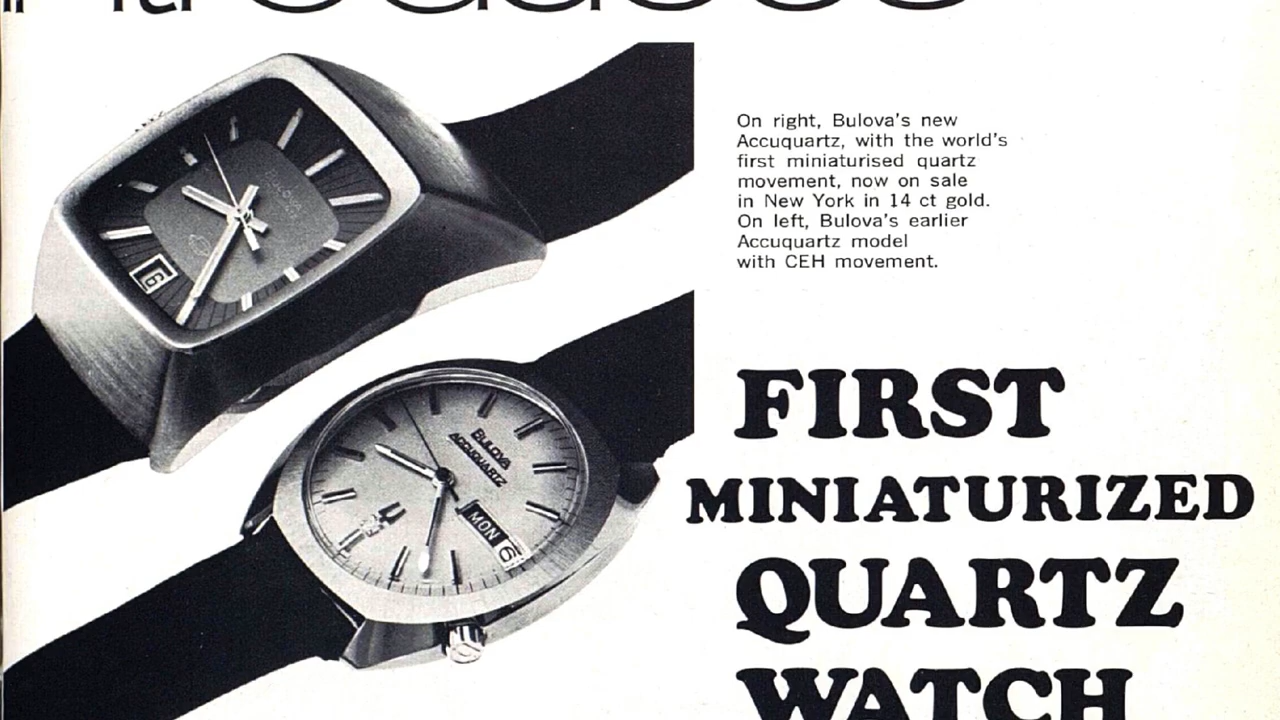 On right, Bulova's new
Accuquartz, with the world's
first miniaturised quartz
movement, now on sale
in New York in 14 ct gold.
On left, Bulova's earlier
Accuquartz model
with CEH movement.
FIRST
MINIATURIZED
QUARTZ
WATCH
BULOVA
6
BULOVA
ACCUQUARTZ
MON 6